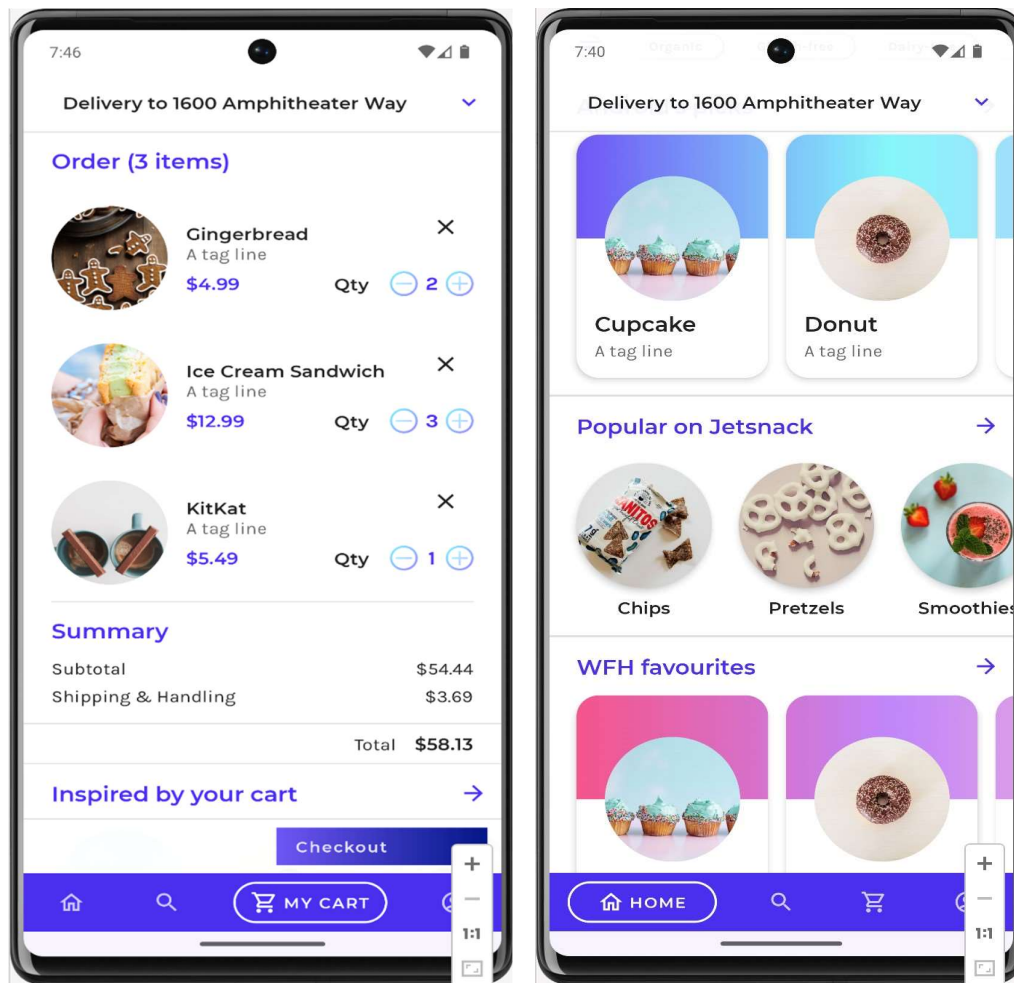 7:46
Delivery to 1600 Amphitheater Way
Order (3 items)
Gingerbread
A tag line
$4.99 Qty 2
Ice Cream Sandwich
A tag line
$12.99 Qty 3
KitKat
A tag line
$5.49 Qty 1
Summary
Subtotal $54.44
Shipping & Handling $3.69
Total $58.13
Inspired by your cart
Checkout
MY CART
1:1
7:40
Organic
Delivery to 1600 Amphitheater Way
Cupcake
A tag line
Donut
A tag line
Popular on Jetsnack
Chips
Pretzels
Smoothies
WFH favourites
HOME
1:1